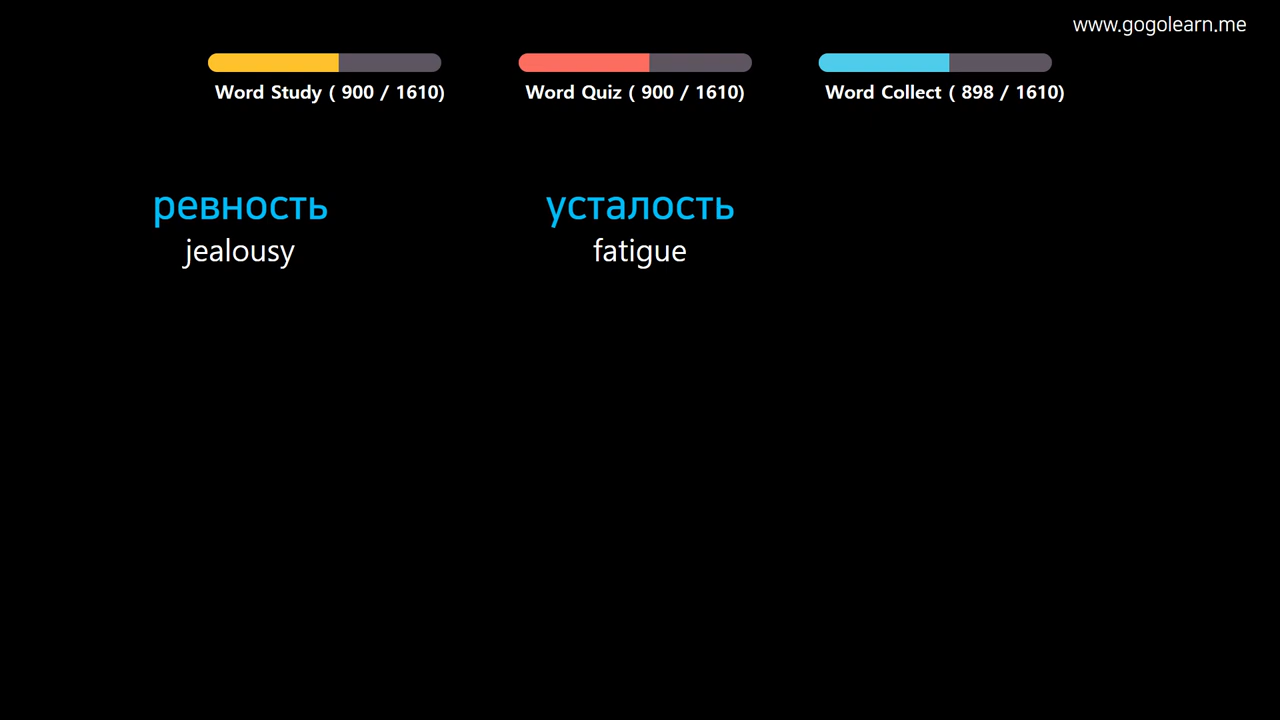 www.gogolearn.me
Word Study ( 900 / 1610)
Word Quiz ( 900 / 1610)
Word Collect ( 898 / 1610)
ревность
jealousy
усталость
fatigue